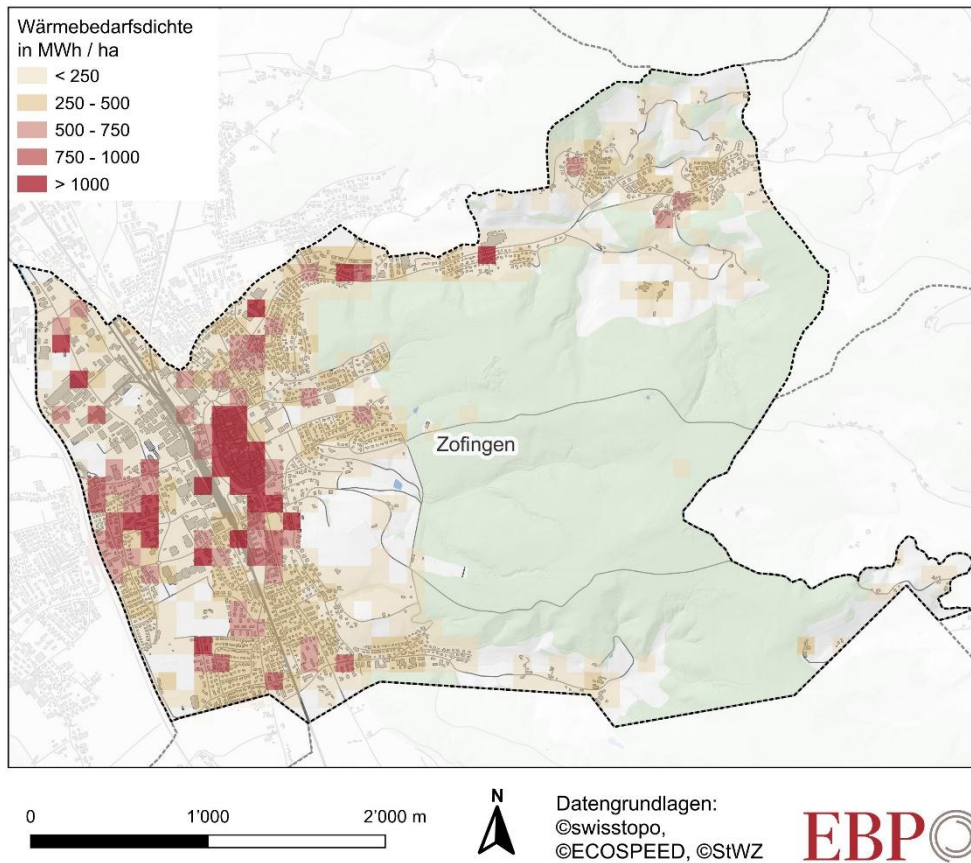 Wärmebedarfsdichte
in MWh / ha
< 250
250 - 500
500 - 750
750 - 1000
> 1000
Zofingen
0
1'000
2'000 m
N
Datengrundlagen:
©swisstopo,
©ECOSPEED, ©StWZ
EBP